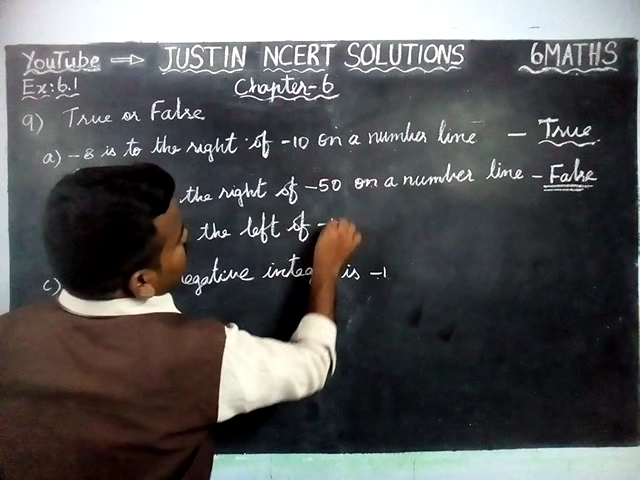 YouTube → JUSTIN NCERT SOLUTIONS 6MATHS
Ex:6.1 Chapter-6
9) True or False
a) -8 is to the right of -10 on a number line - True
the right of -50 on a number line - False
the left of -
c) negative integer is -1